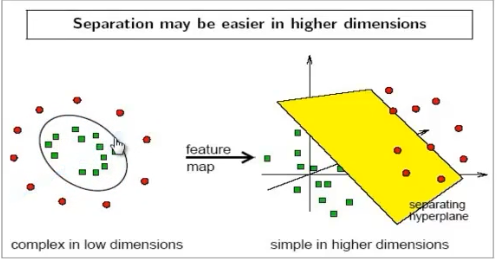 Separation may be easier in higher dimensions
feature
map
separating
hyperplane
complex in low dimensions
simple in higher dimensions